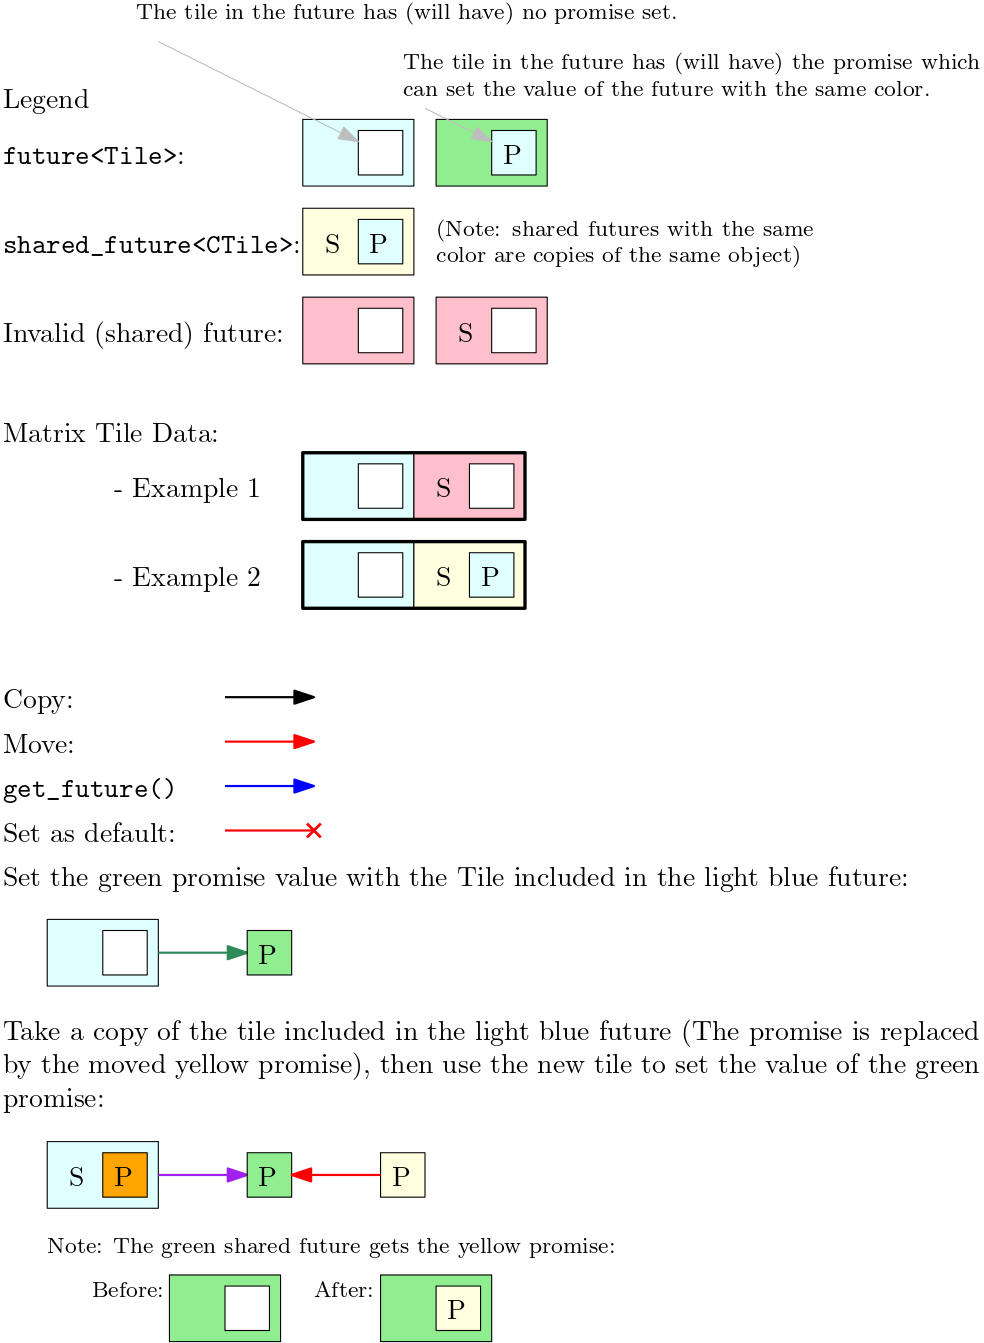 The tile in the future has (will have) no promise set.
The tile in the future has (will have) the promise which
can set the value of the future with the same color.
Legend
future<Tile>:
P
shared_future<CTile>:
S P
(Note: shared futures with the same
color are copies of the same object)
Invalid (shared) future:
S
Matrix Tile Data:
- Example 1
S
- Example 2
S P
Copy:
Move:
get_future()
Set as default:
Set the green promise value with the Tile included in the light blue future:
P
Take a copy of the tile included in the light blue future (The promise is replaced
by the moved yellow promise), then use the new tile to set the value of the green
promise:
S P P P
Note: The green shared future gets the yellow promise:
Before: After:
P